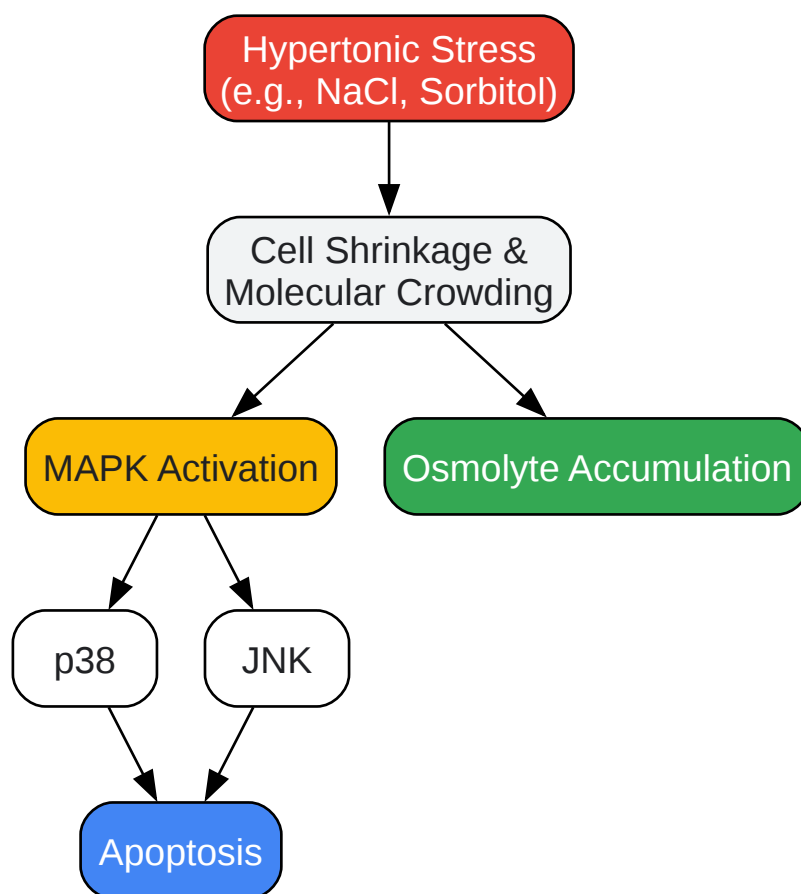 Hypertonic Stress
(e.g., NaCl, Sorbitol)
Cell Shrinkage &
Molecular Crowding
MAPK Activation
Osmolyte Accumulation
p38
JNK
Apoptosis